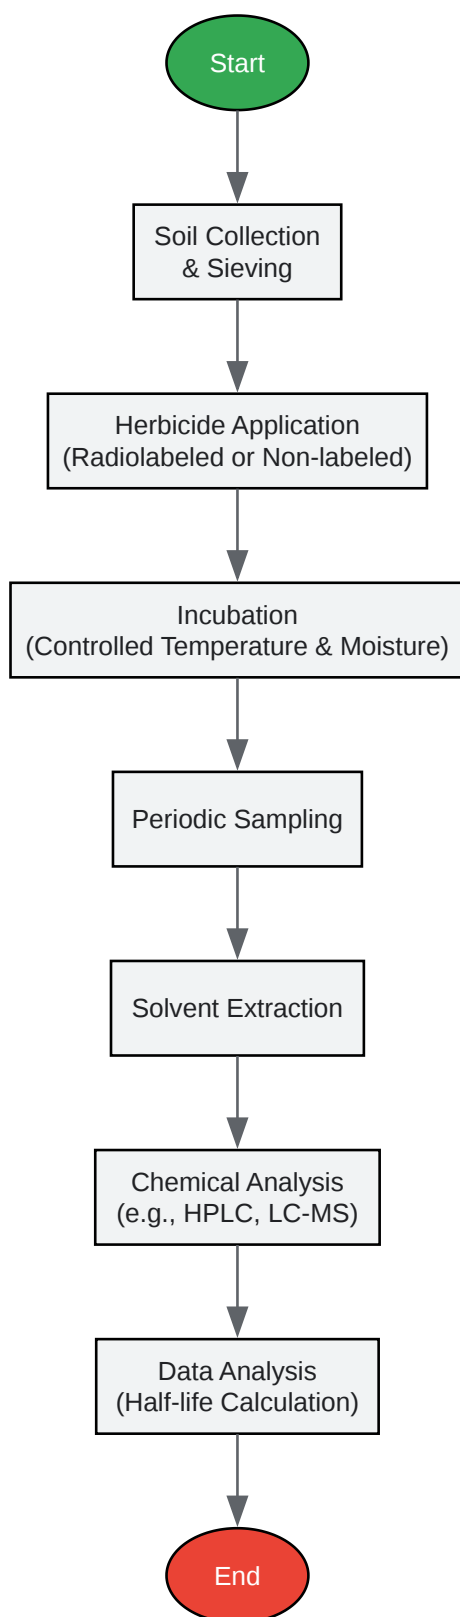 Start
Soil Collection
& Sieving
Herbicide Application
(Radiolabeled or Non-labeled)
Incubation
(Controlled Temperature & Moisture)
Periodic Sampling
Solvent Extraction
Chemical Analysis
(e.g., HPLC, LC-MS)
Data Analysis
(Half-life Calculation)
End